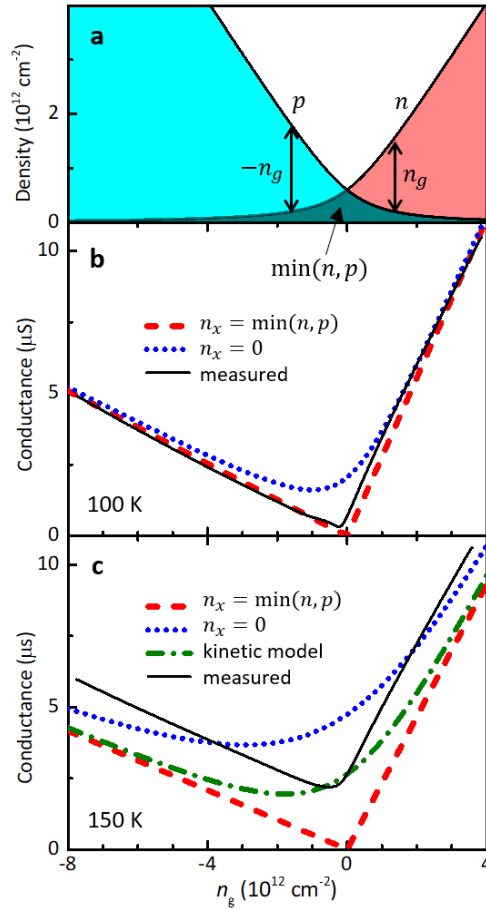 a
Density (10¹² cm⁻²)
2
0
p
n
−n_g
n_g
min(n, p)
b
Conductance (µS)
10
5
0
n_x = min(n, p)
n_x = 0
measured
100 K
c
Conductance (µS)
10
5
0
n_x = min(n, p)
n_x = 0
kinetic model
measured
150 K
-8 -4 0 4
n_g (10¹² cm⁻²)